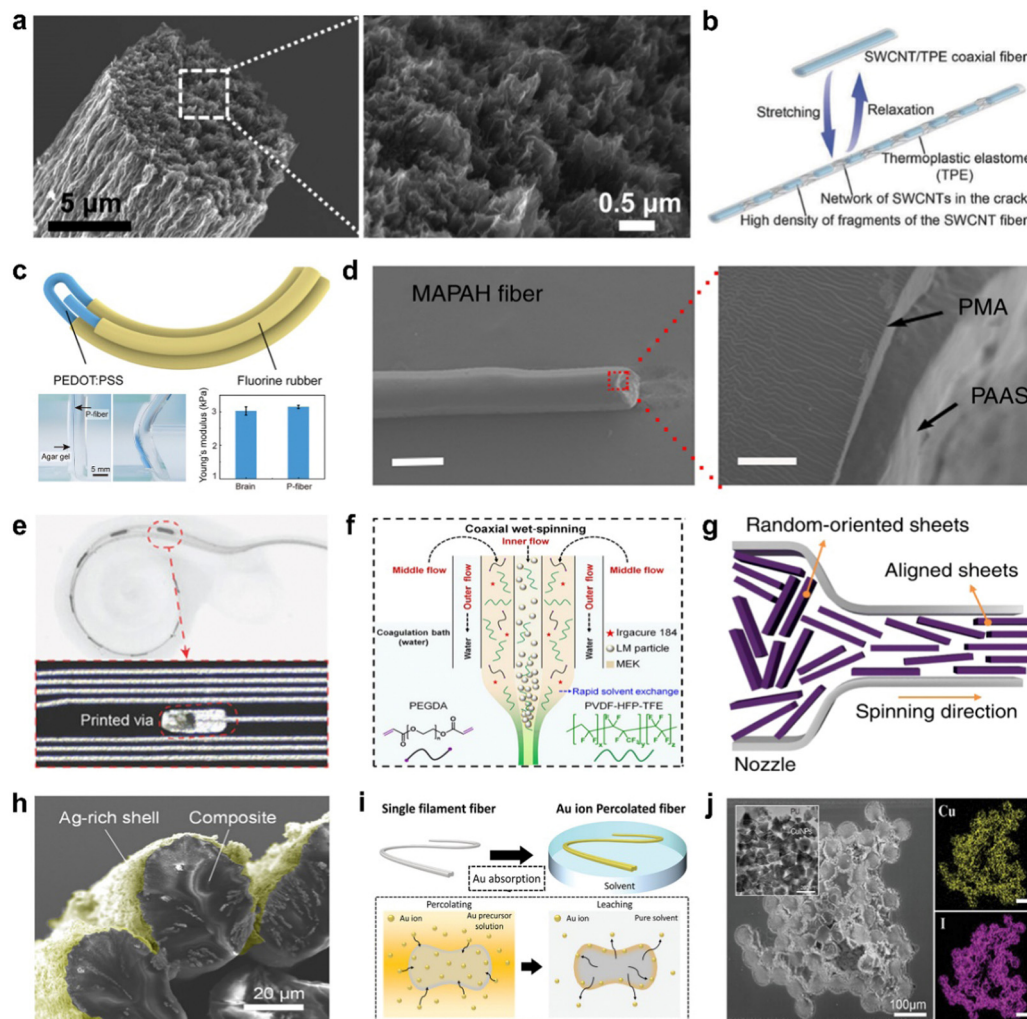 a
5 µm
0.5 µm
b
SWCNT/TPE coaxial fiber
Stretching
Relaxation
Thermoplastic elastome
(TPE)
Network of SWCNTs in the crack
High density of fragments of the SWCNT fiber
c
PEDOT:PSS
Fluorine rubber
P-fiber
Agar gel
5 mm
Young's modulus (kPa)
3
2
1
Brain
P-fiber
d
MAPAH fiber
PMA
PAAS
e
Printed via
f
Coaxial wet-spinning
Inner flow
Middle flow
Middle flow
Outer flow
Outer flow
Coagulation bath
(water)
Water
Water
Irgacure 184
LM particle
MEK
Rapid solvent exchange
PEGDA
PVDF-HFP-TFE
g
Random-oriented sheets
Aligned sheets
Spinning direction
Nozzle
h
Ag-rich shell
Composite
20 µm
i
Single filament fiber
Au ion Percolated fiber
Au absorption
Solvent
Percolating
Leaching
Au ion
Au precursor
solution
Au ion
Pure solvent
j
PU
CuNPs
100µm
Cu
I